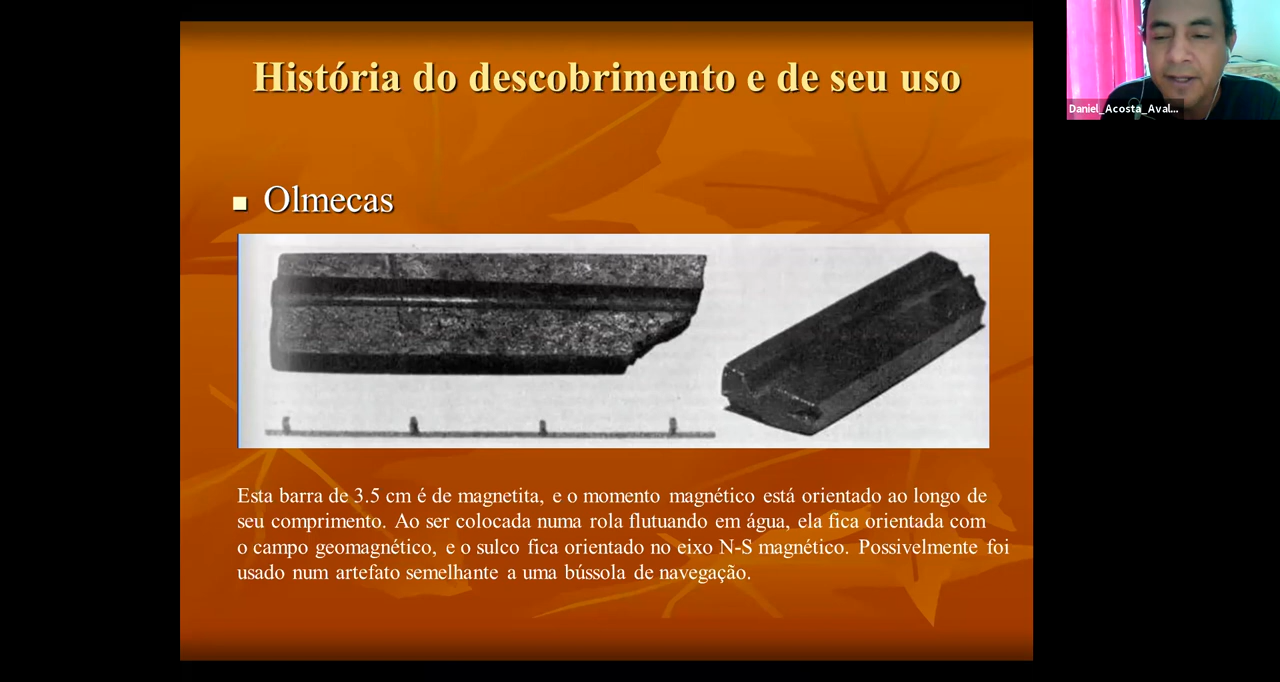 História do descobrimento e de seu uso
Olmecas
Esta barra de 3.5 cm é de magnetita, e o momento magnético está orientado ao longo de
seu comprimento. Ao ser colocada numa rola flutuando em água, ela fica orientada com
o campo geomagnético, e o sulco fica orientado no eixo N-S magnético. Possivelmente foi
usado num artefato semelhante a uma bússola de navegação.
Daniel_Acosta_Aval...